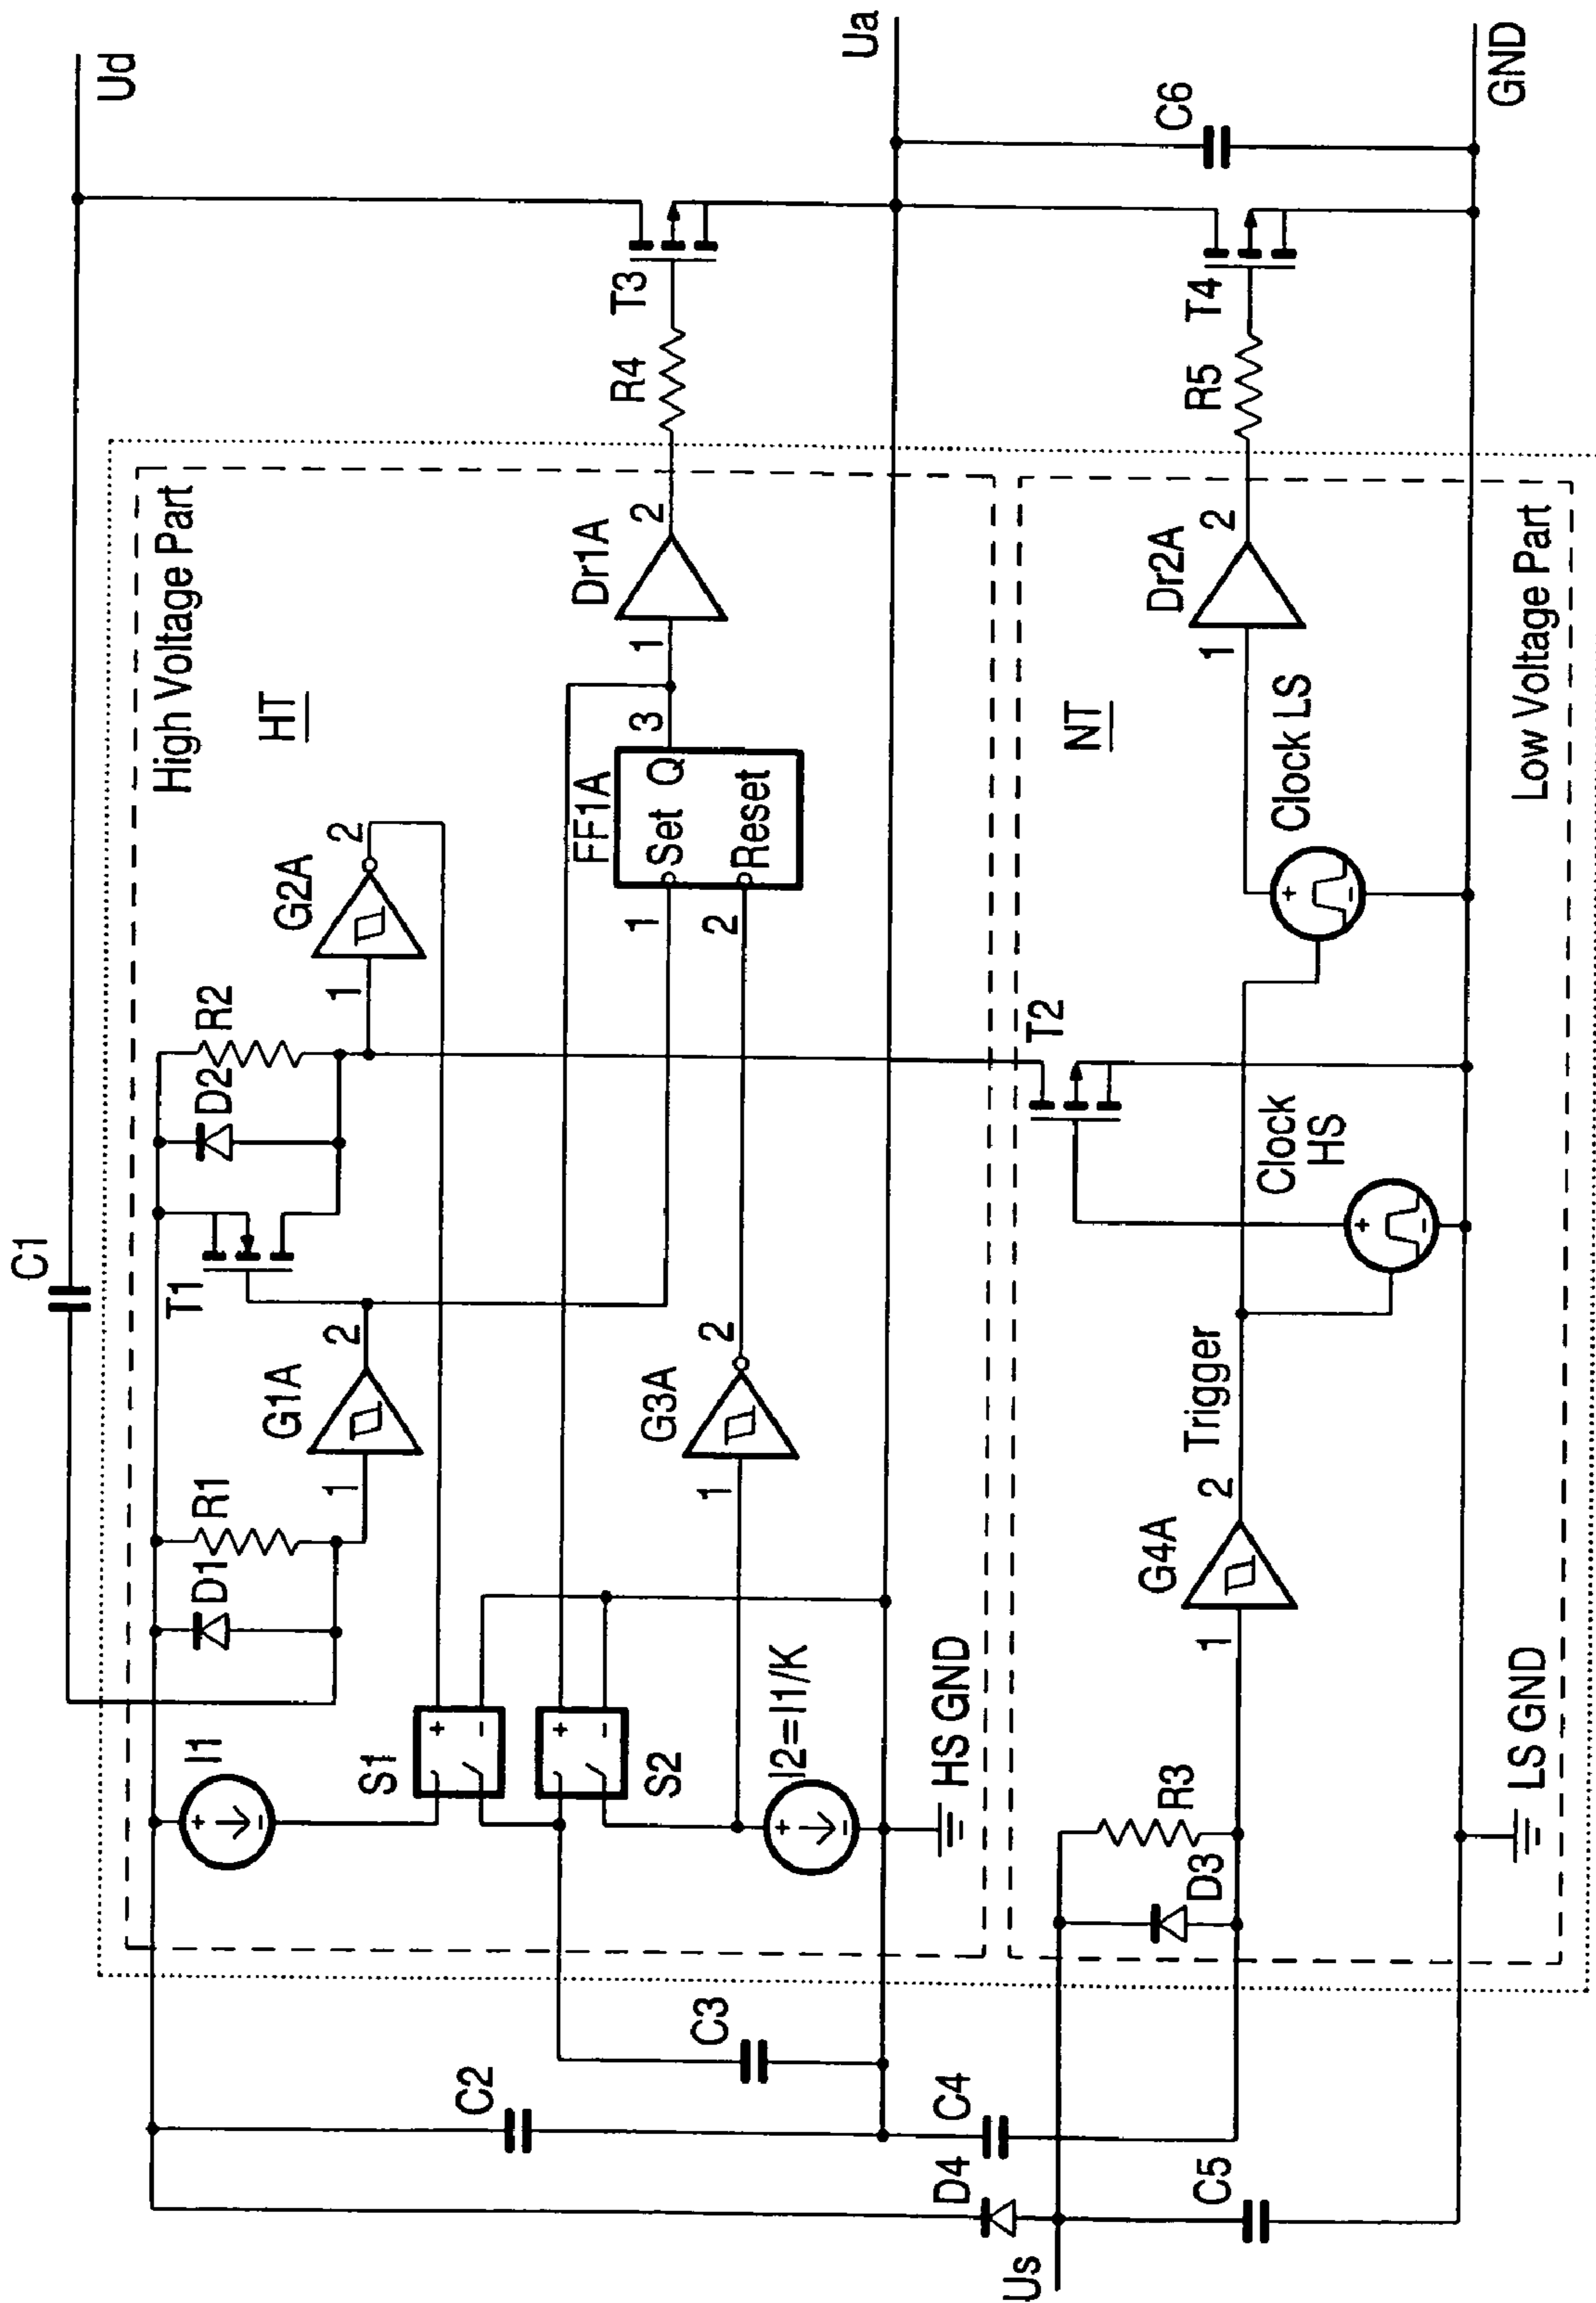 C1
Ud
High Voltage Part
HT
I1
D1
R1
T1
D2
R2
G1A
1
2
G2A
1
2
S1
+
-
S2
+
-
I2=I1/K
G3A
1
2
FF1A
Set Q
Reset
1
2
3
Dr1A
1
2
R4
T3
Ua
HS GND
C2
C3
C4
D4
Us
C5
D3
R3
G4A
1
2
Trigger
Clock
HS
T2
NT
Clock LS
Dr2A
1
2
R5
T4
C6
GND
LS GND
Low Voltage Part